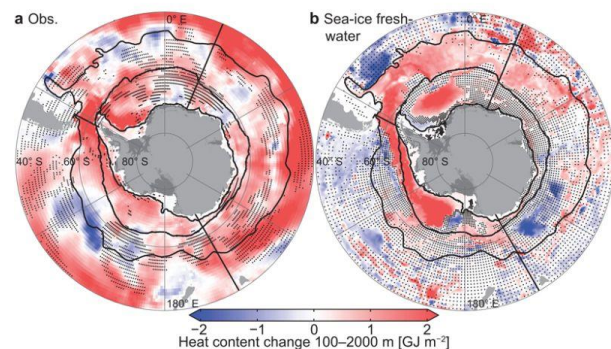 a Obs.
b Sea-ice fresh-
water
0° E
0° E
40° S
60° S
80° S
40° S
60° S
80° S
180° E
180° E
−2
−1
0
1
2
Heat content change 100–2000 m [GJ m⁻²]